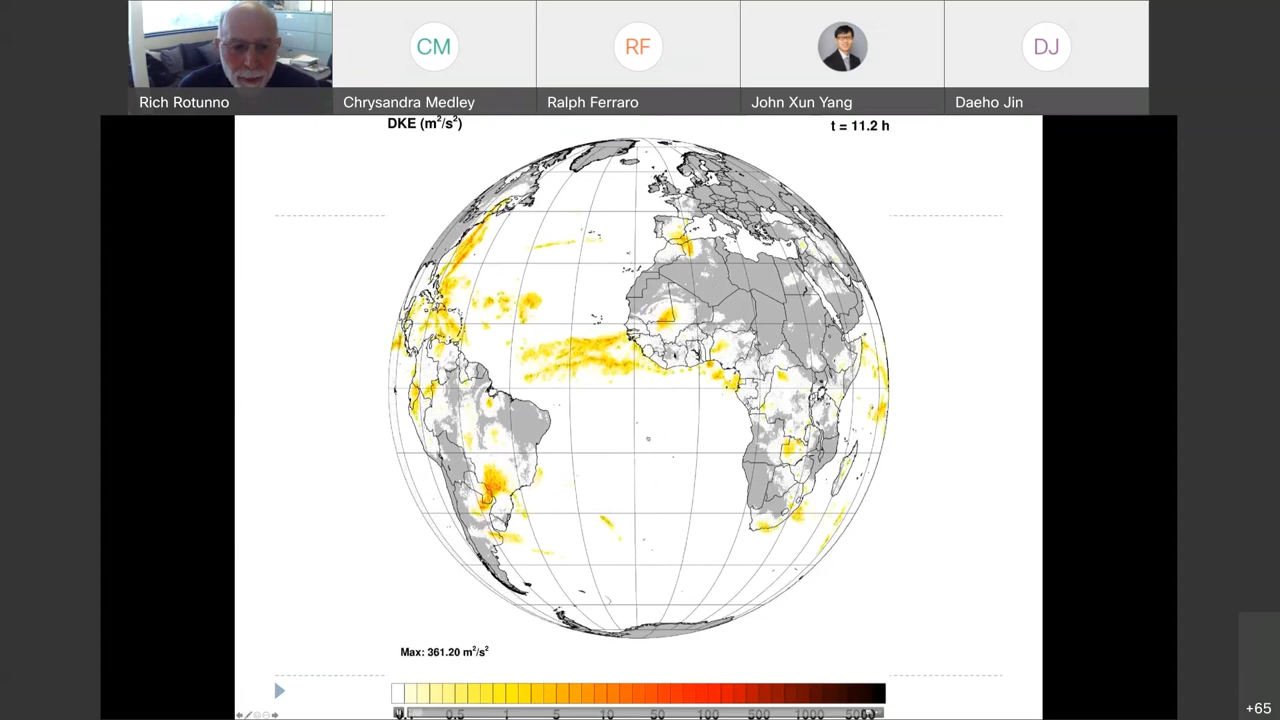 CM
RF
DJ
Rich Rotunno
Chrysandra Medley
Ralph Ferraro
John Xun Yang
Daeho Jin
DKE (m²/s²)
t = 11.2 h
Max: 361.20 m²/s²
0.5 1 5 10 50 100 500 1000
+65